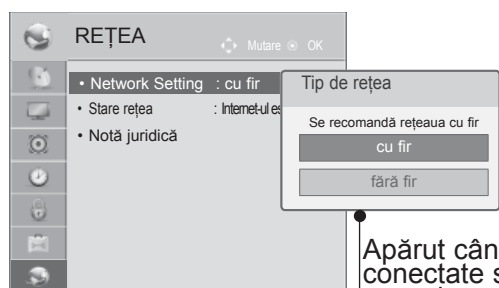 REȚEA
Mutare OK
• Network Setting : cu fir
• Stare rețea : Internet-ul es
• Notă juridică
Tip de rețea
Se recomandă rețeaua cu fir
cu fir
fără fir
Apărut cân
conectate s